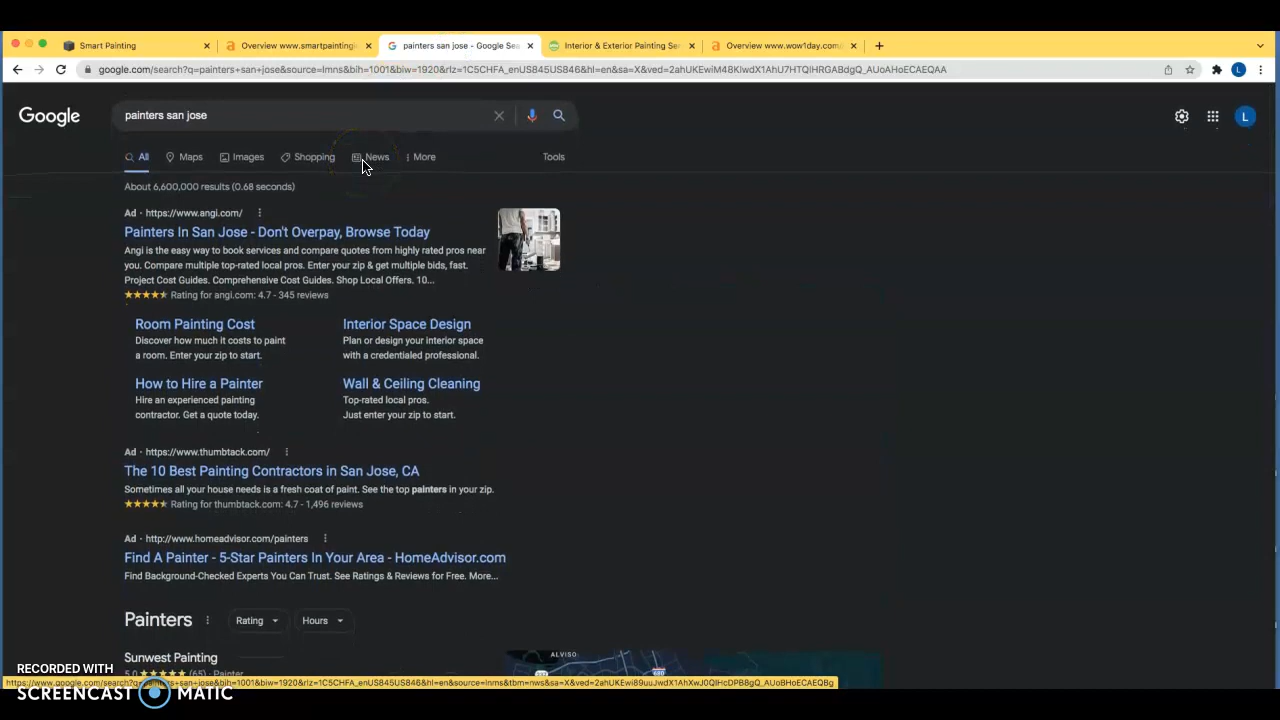 Smart Painting
Overview www.smartpainting
painters san jose - Google Sea
Interior & Exterior Painting Ser
Overview www.wow1day.com/
google.com/search?q=painters+san+jose&source=lmns&bih=1001&biw=1920&rlz=1C5CHFA_enUS845US846&hl=en&sa=X&ved=2ahUKEwiM48KlwdX1AhU7HTQIHRGABdgQ_AUoAHoECAEQAA
L
Google
painters san jose
L
All
Maps
Images
Shopping
News
More
Tools
About 6,600,000 results (0.68 seconds)
Ad · https://www.angi.com/
Painters In San Jose - Don't Overpay, Browse Today
Angi is the easy way to book services and compare quotes from highly rated pros near
you. Compare multiple top-rated local pros. Enter your zip & get multiple bids, fast.
Project Cost Guides. Comprehensive Cost Guides. Shop Local Offers. 10...
Rating for angi.com: 4.7 - 345 reviews
Room Painting Cost
Discover how much it costs to paint
a room. Enter your zip to start.
Interior Space Design
Plan or design your interior space
with a credentialed professional.
How to Hire a Painter
Hire an experienced painting
contractor. Get a quote today.
Wall & Ceiling Cleaning
Top-rated local pros.
Just enter your zip to start.
Ad · https://www.thumbtack.com/
The 10 Best Painting Contractors in San Jose, CA
Sometimes all your house needs is a fresh coat of paint. See the top painters in your zip.
Rating for thumbtack.com: 4.7 - 1,496 reviews
Ad · http://www.homeadvisor.com/painters
Find A Painter - 5-Star Painters In Your Area - HomeAdvisor.com
Find Background-Checked Experts You Can Trust. See Ratings & Reviews for Free. More...
Painters
Rating
Hours
Sunwest Painting
5.0 (65) · Painter
ALVISO
RECORDED WITH
https://www.google.com/search?q=painters+san+jose&bih=1001&biw=1920&rlz=1C5CHFA_enUS845US846&hl=en&source=lnms&tbm=nws&sa=X&ved=2ahUKEwi89uuJwdX1AhXwJ0QIHcDPB8gQ_AUoBHoECAEQBg
SCREENCAST MATIC